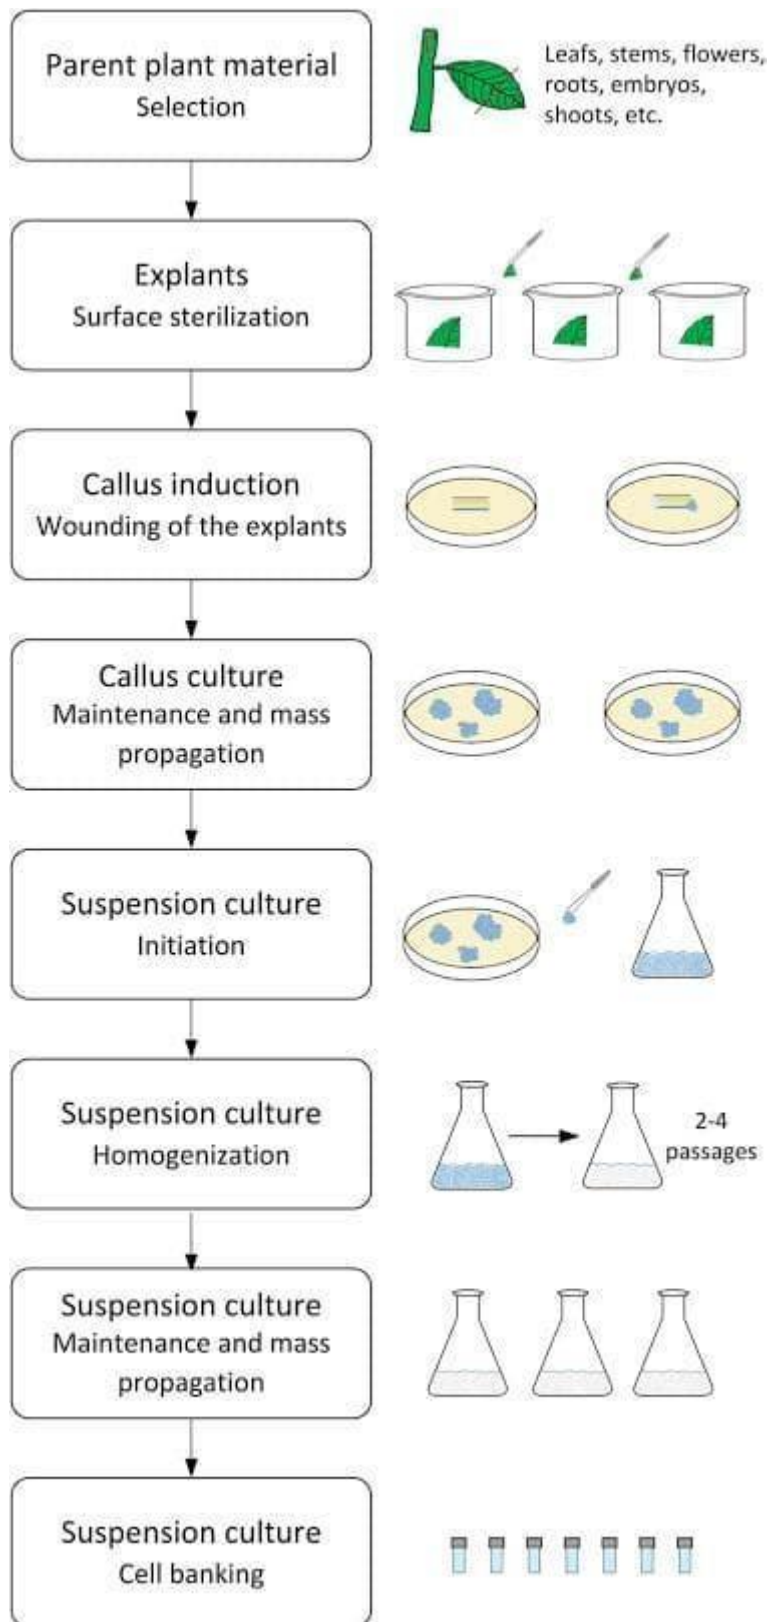 Parent plant material
Selection
Leafs, stems, flowers,
roots, embryos,
shoots, etc.
Explants
Surface sterilization
Callus induction
Wounding of the explants
Callus culture
Maintenance and mass
propagation
Suspension culture
Initiation
Suspension culture
Homogenization
2-4
passages
Suspension culture
Maintenance and mass
propagation
Suspension culture
Cell banking